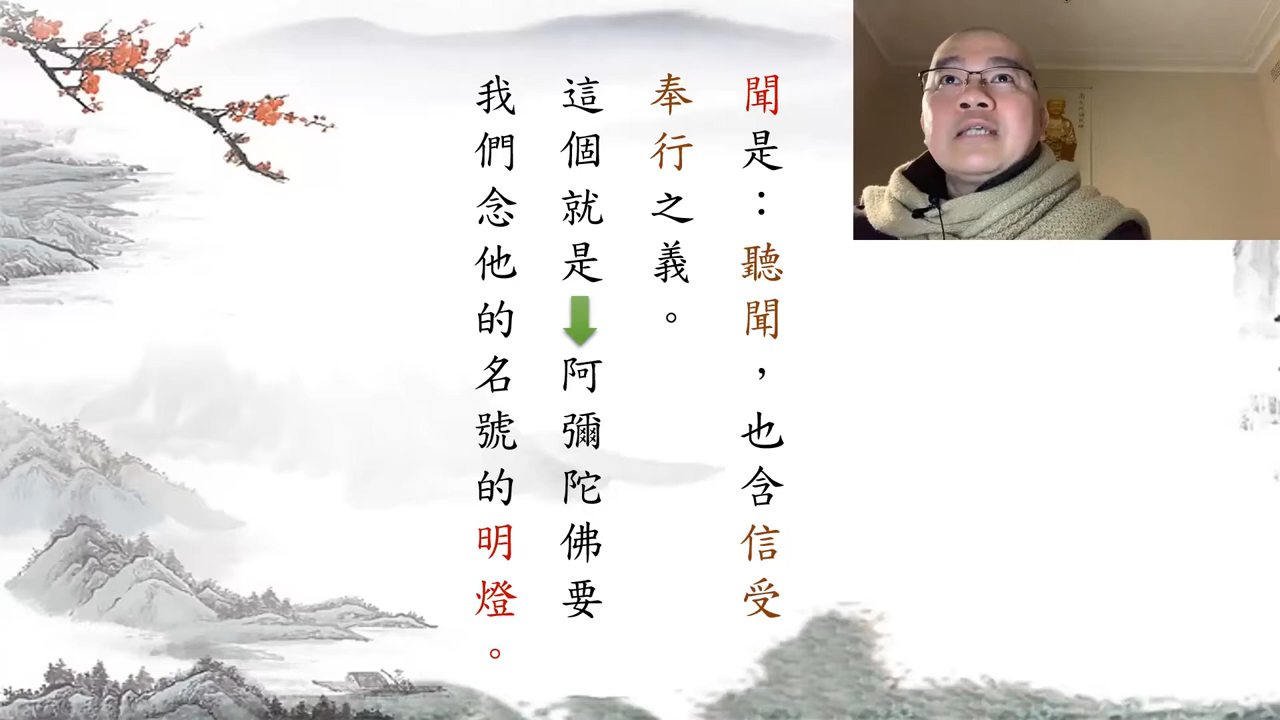 聞是：聽聞，也含信受
奉行之義。
這個就是阿彌陀佛要
我們念他的名號的明燈。